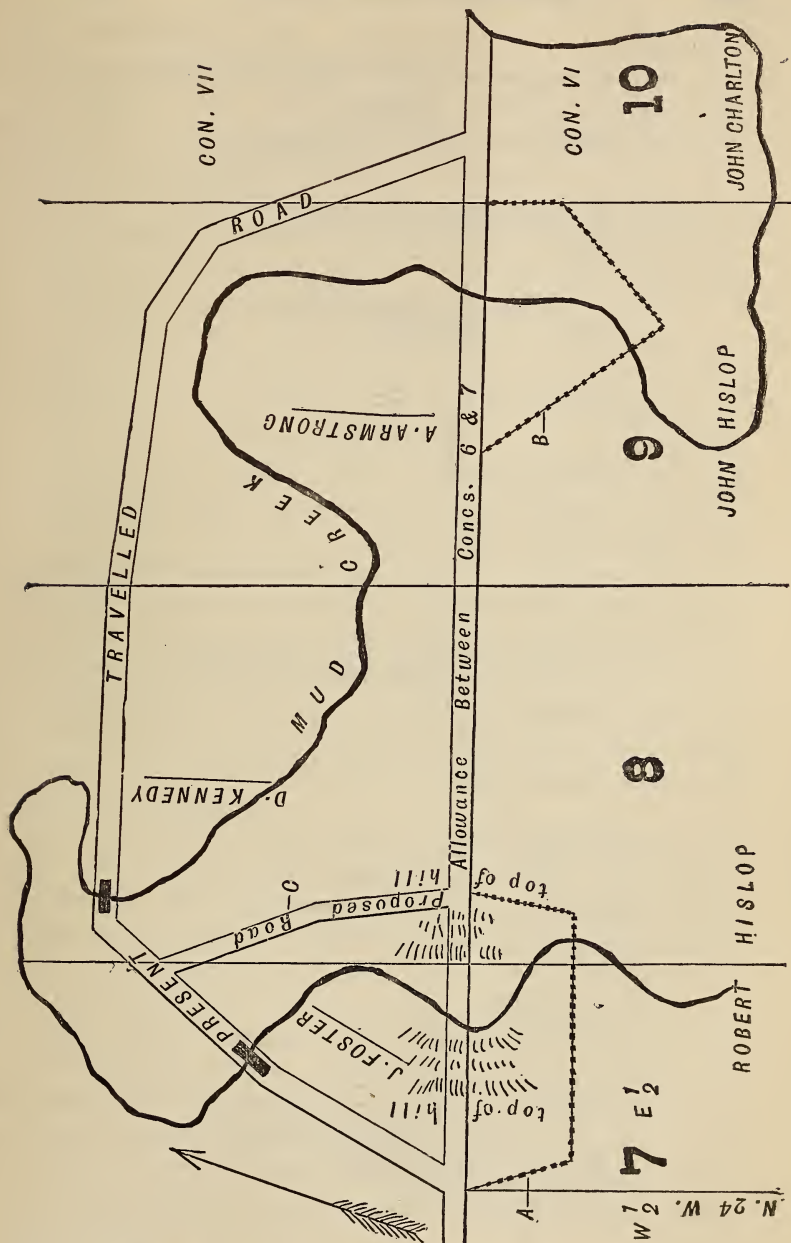 CON. VII
PRESENT TRAVELLED ROAD
D. KENNEDY
A. ARMSTRONG
J. FOSTER
MUD CREEK
Proposed Road
C
top of hill
top of hill
Allowance Between Concs. 6 & 7
CON. VI
A
B
W 1/2 7 E 1/2
8
9
10
N. 24 W.
ROBERT HISLOP
JOHN HISLOP
JOHN CHARLTON